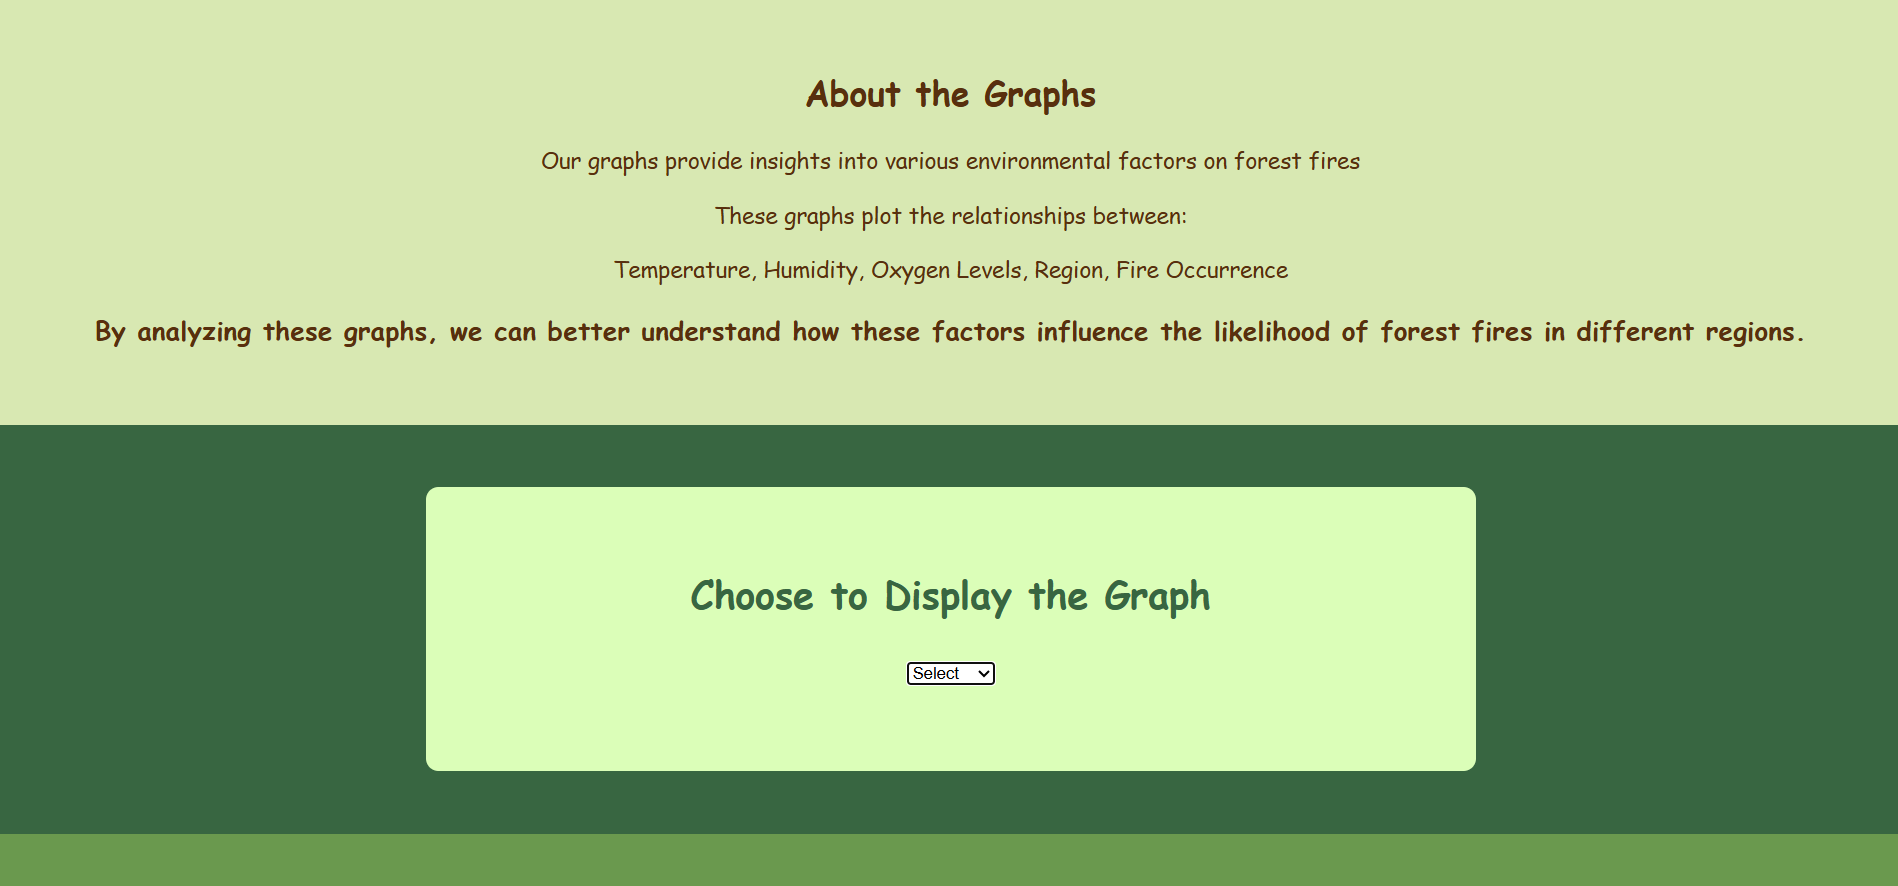 About the Graphs
Our graphs provide insights into various environmental factors on forest fires
These graphs plot the relationships between:
Temperature, Humidity, Oxygen Levels, Region, Fire Occurrence
By analyzing these graphs, we can better understand how these factors influence the likelihood of forest fires in different regions.
Choose to Display the Graph
Select